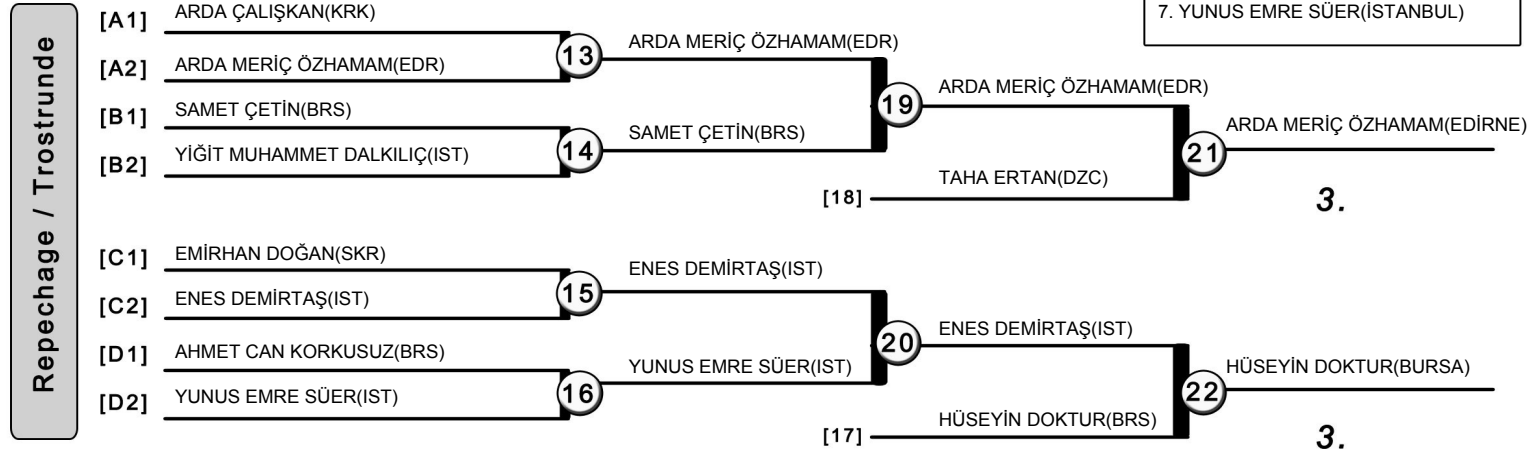 7. YUNUS EMRE SÜER(İSTANBUL)
Repechage / Trostrunde
[A1] ARDA ÇALIŞKAN(KRK)
[A2] ARDA MERİÇ ÖZHAMAM(EDR)
13
ARDA MERİÇ ÖZHAMAM(EDR)
[B1] SAMET ÇETİN(BRS)
[B2] YİĞİT MUHAMMET DALKILIÇ(IST)
14
SAMET ÇETİN(BRS)
19
ARDA MERİÇ ÖZHAMAM(EDR)
[18] TAHA ERTAN(DZC)
21
ARDA MERİÇ ÖZHAMAM(EDİRNE)
3.
[C1] EMİRHAN DOĞAN(SKR)
[C2] ENES DEMİRTAŞ(IST)
15
ENES DEMİRTAŞ(IST)
[D1] AHMET CAN KORKUSUZ(BRS)
[D2] YUNUS EMRE SÜER(IST)
16
YUNUS EMRE SÜER(IST)
20
ENES DEMİRTAŞ(IST)
[17] HÜSEYİN DOKTUR(BRS)
22
HÜSEYİN DOKTUR(BURSA)
3.